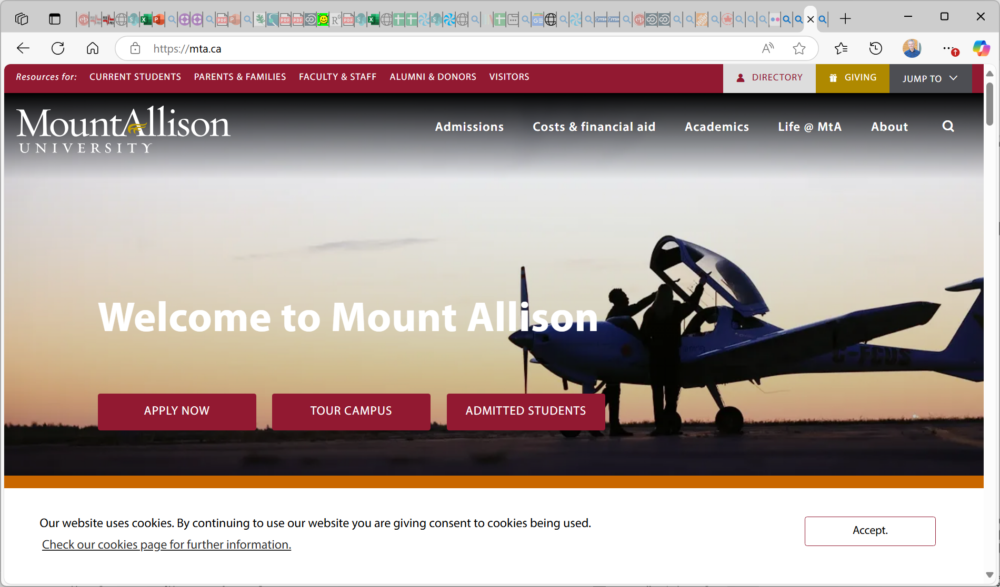 https://mta.ca
Resources for: CURRENT STUDENTS PARENTS & FAMILIES FACULTY & STAFF ALUMNI & DONORS VISITORS DIRECTORY GIVING JUMP TO
MountAllison
UNIVERSITY
Admissions Costs & financial aid Academics Life @ MtA About
Welcome to Mount Allison
C-FCDS
APPLY NOW TOUR CAMPUS ADMITTED STUDENTS
Our website uses cookies. By continuing to use our website you are giving consent to cookies being used.
Check our cookies page for further information.
Accept.